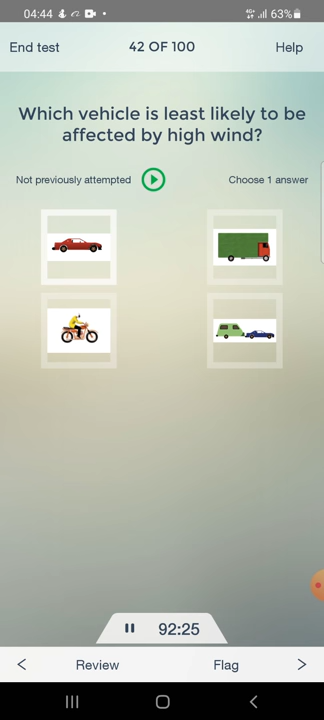 04:44 4G+ 63%
End test 42 OF 100 Help
Which vehicle is least likely to be
affected by high wind?
Not previously attempted Choose 1 answer
92:25
< Review Flag >